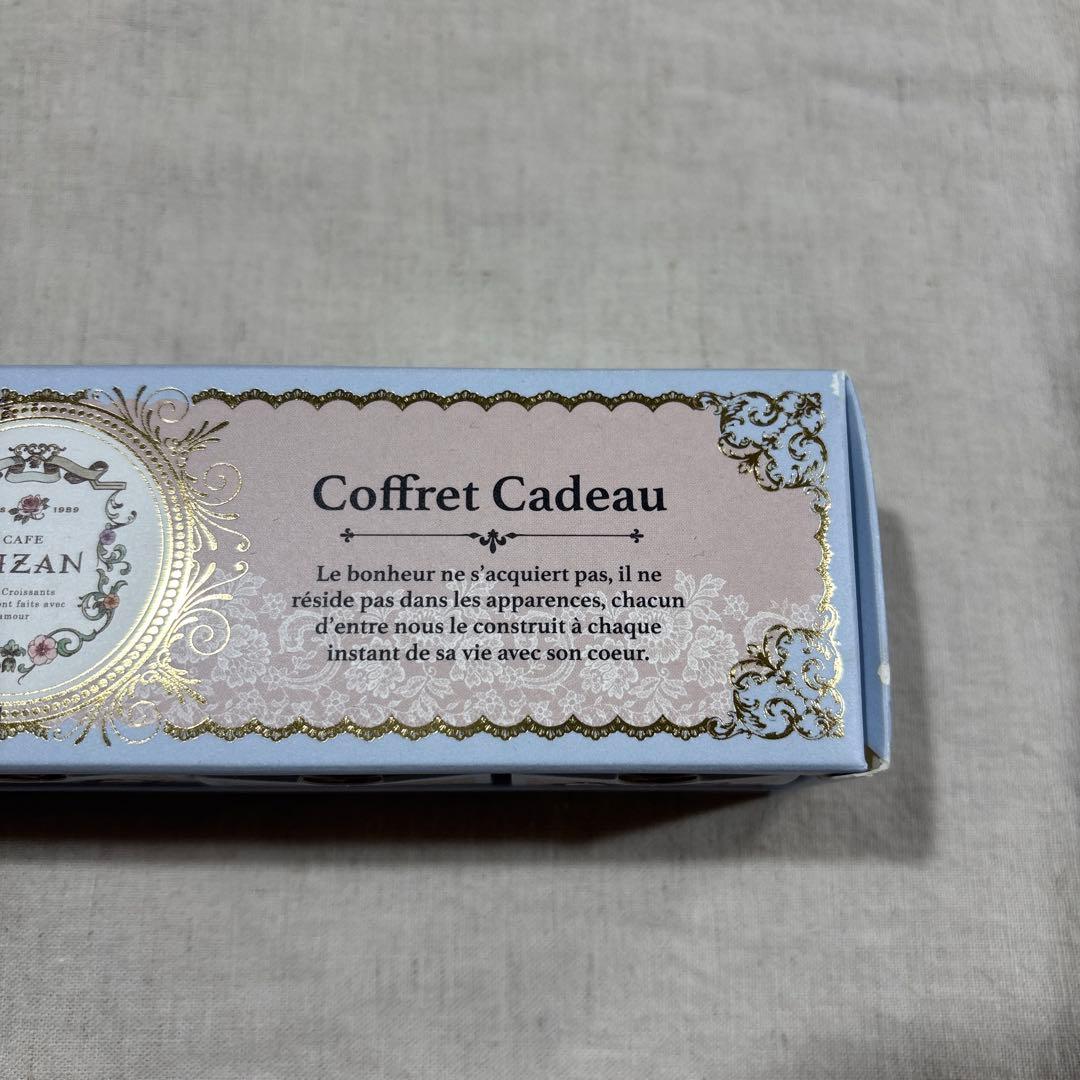 1989
CAFE
Croissants
faits avec
amour
Coffret Cadeau
Le bonheur ne s'acquiert pas, il ne
réside pas dans les apparences, chacun
d'entre nous le construit à chaque
instant de sa vie avec son coeur.